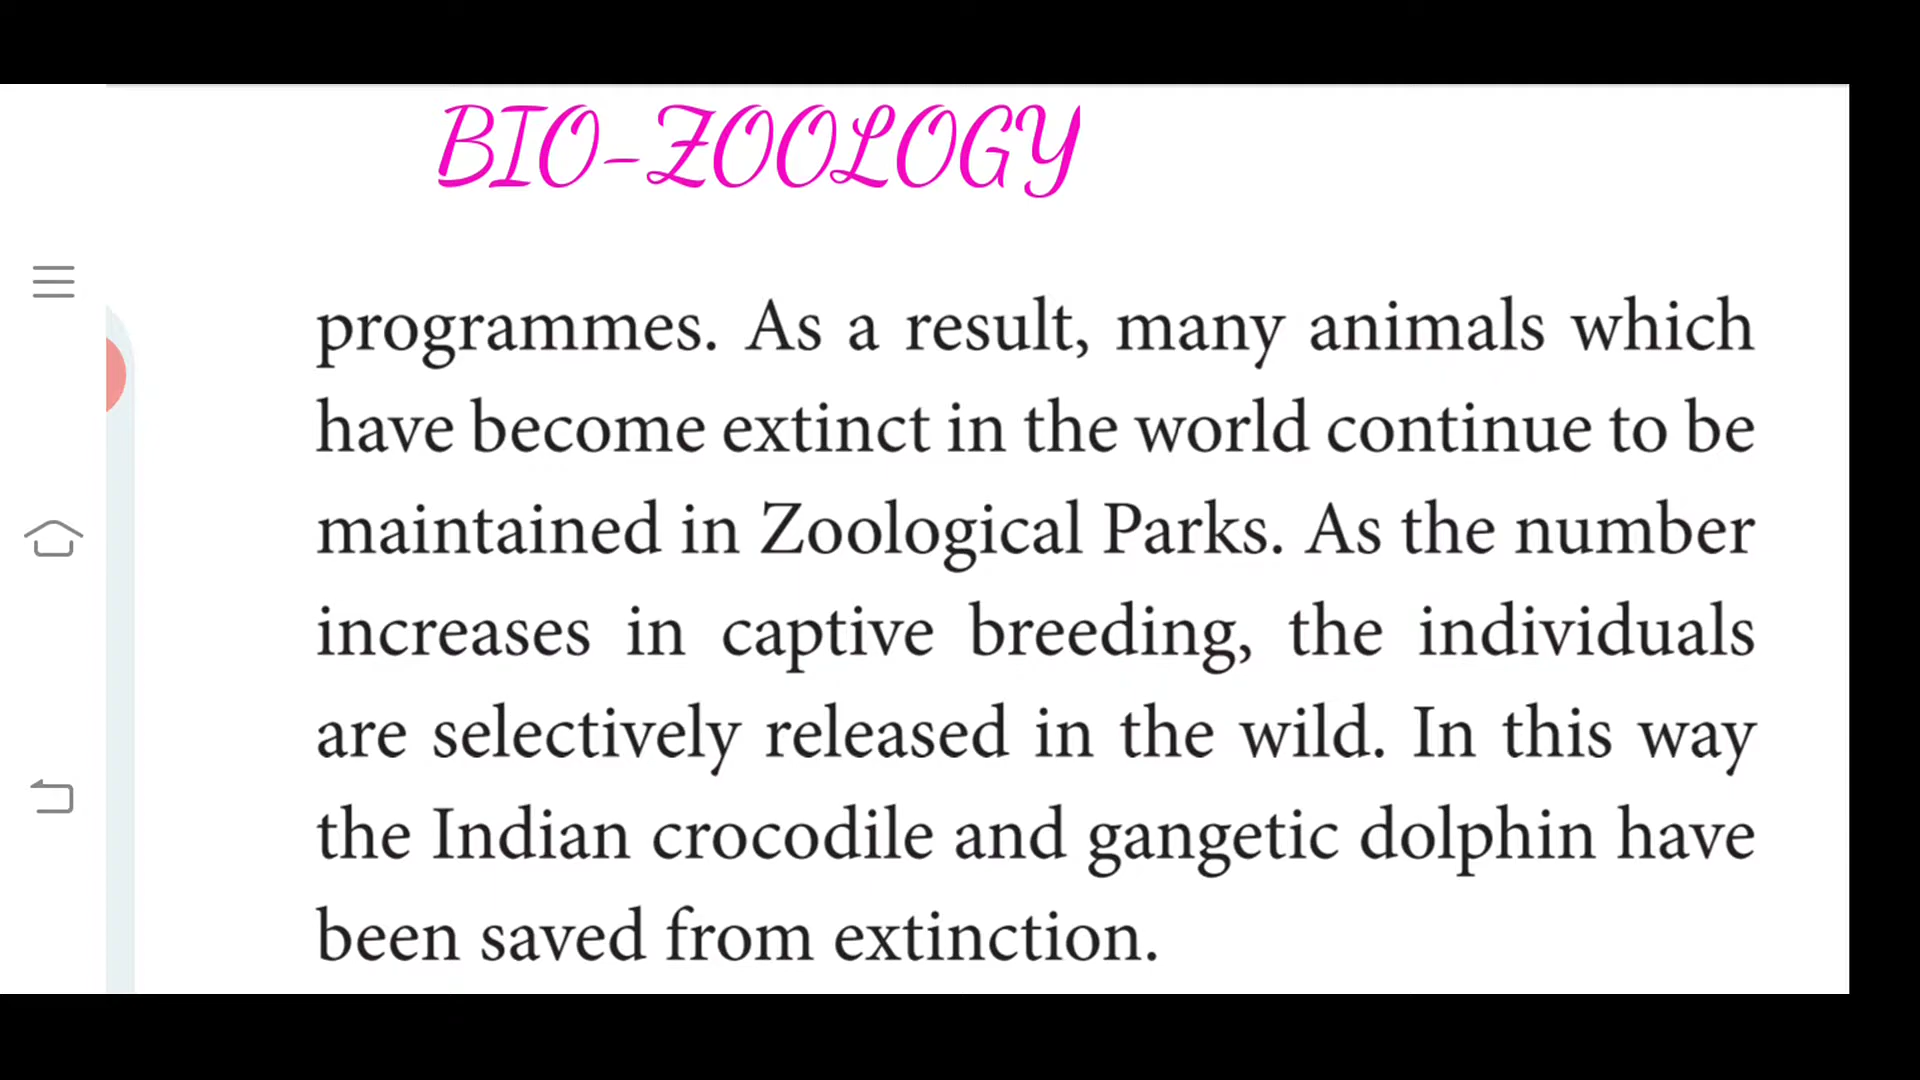 BIO-ZOOLOGY
programmes. As a result, many animals which
have become extinct in the world continue to be
maintained in Zoological Parks. As the number
increases in captive breeding, the individuals
are selectively released in the wild. In this way
the Indian crocodile and gangetic dolphin have
been saved from extinction.